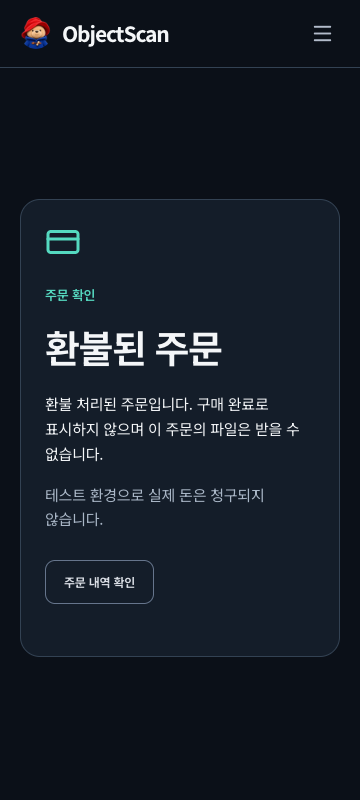 ObjectScan
주문 확인
환불된 주문
환불 처리된 주문입니다. 구매 완료로
표시하지 않으며 이 주문의 파일은 받을 수
없습니다.
테스트 환경으로 실제 돈은 청구되지
않습니다.
주문 내역 확인